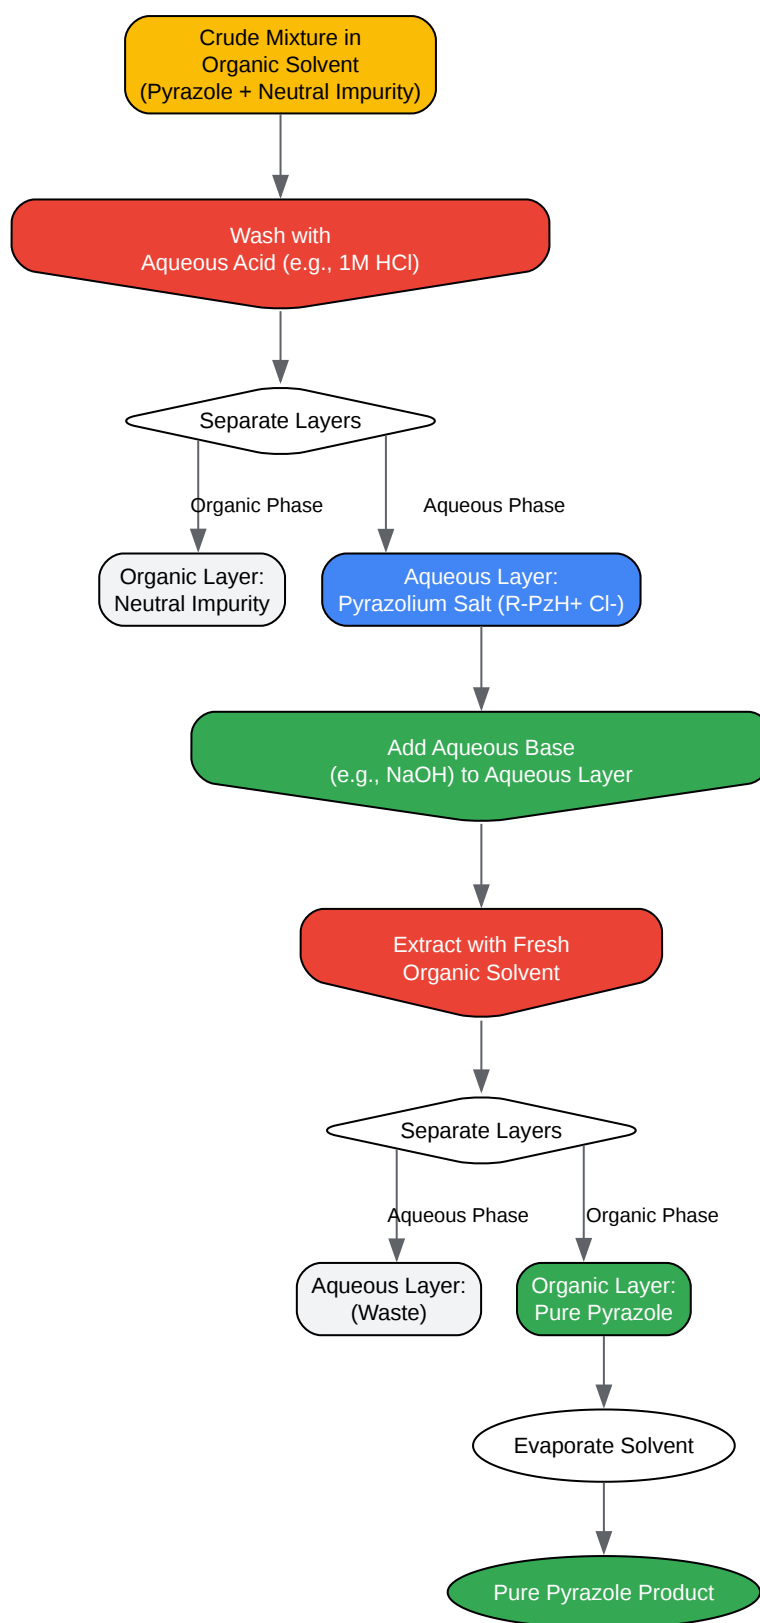 Crude Mixture in
Organic Solvent
(Pyrazole + Neutral Impurity)
Wash with
Aqueous Acid (e.g., 1M HCl)
Separate Layers
Organic Phase
Aqueous Phase
Organic Layer:
Neutral Impurity
Aqueous Layer:
Pyrazolium Salt (R-PzH+ Cl-)
Add Aqueous Base
(e.g., NaOH) to Aqueous Layer
Extract with Fresh
Organic Solvent
Separate Layers
Aqueous Phase
Organic Phase
Aqueous Layer:
(Waste)
Organic Layer:
Pure Pyrazole
Evaporate Solvent
Pure Pyrazole Product